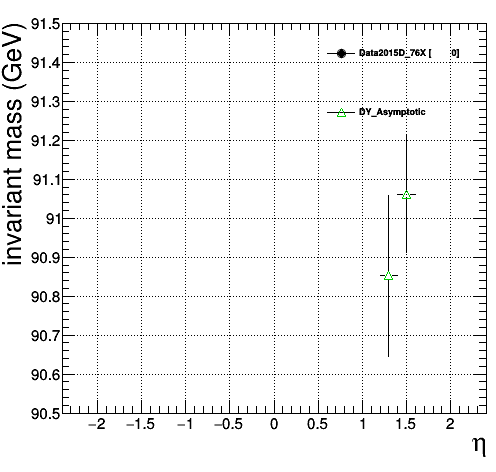 invariant mass (GeV)
91.5
91.4
91.3
91.2
91.1
91
90.9
90.8
90.7
90.6
90.5
Data2015D_76X [ 0]
DY_Asymptotic
−2 −1.5 −1 −0.5 0 0.5 1 1.5 2
η